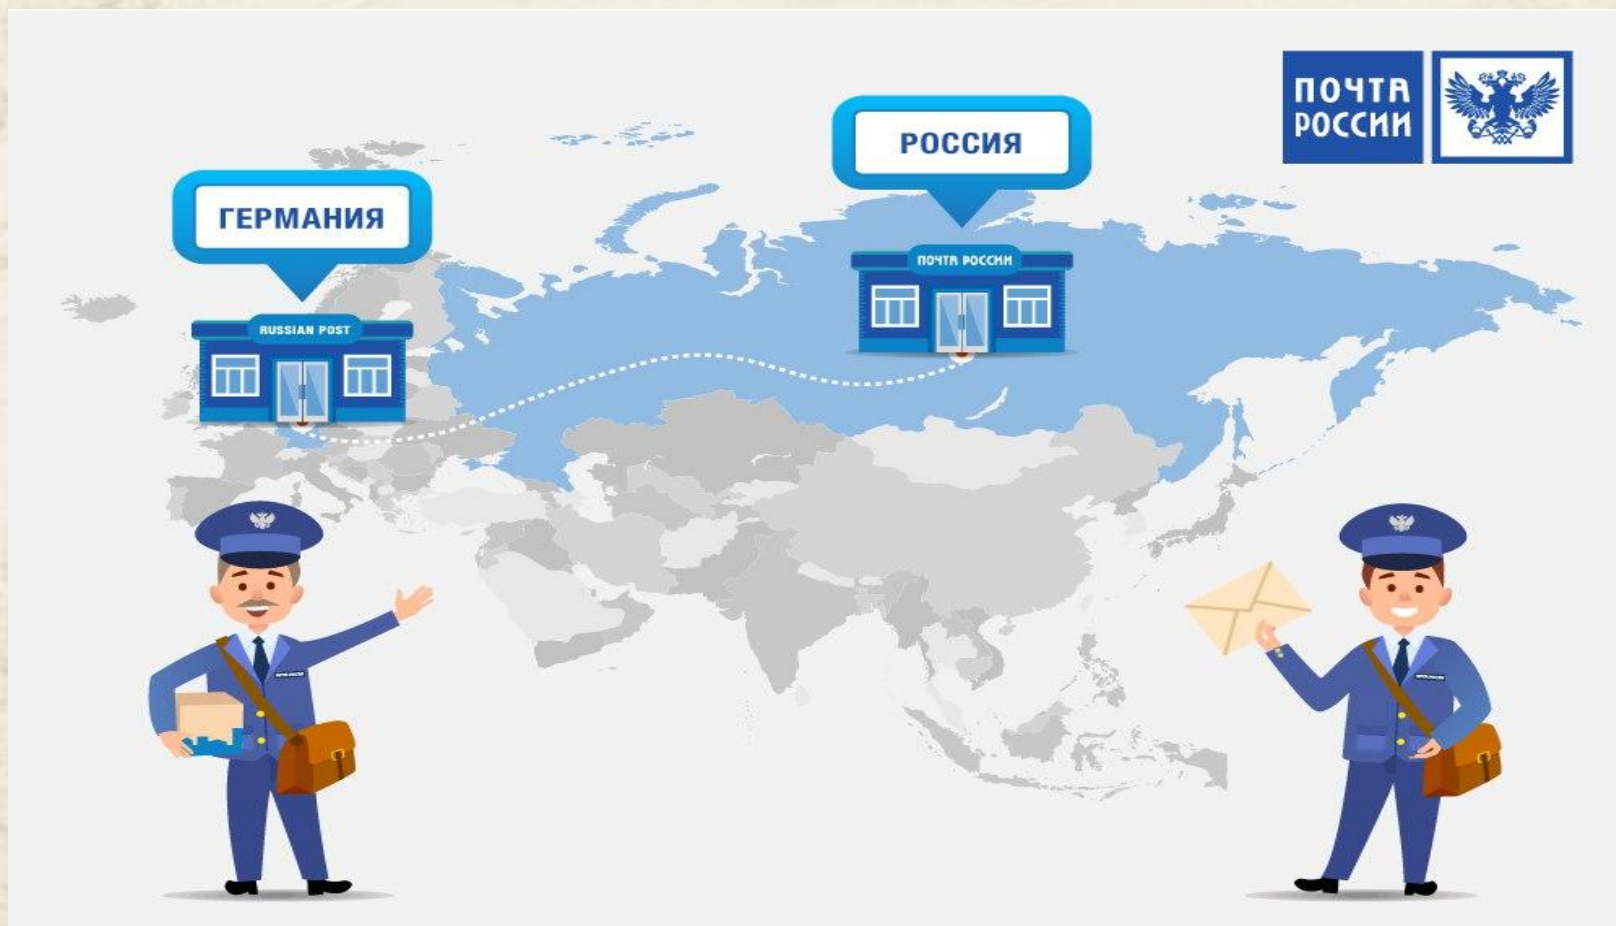 ПОЧТА
РОССИИ
РОССИЯ
ГЕРМАНИЯ
ПОЧТА РОССИИ
RUSSIAN POST